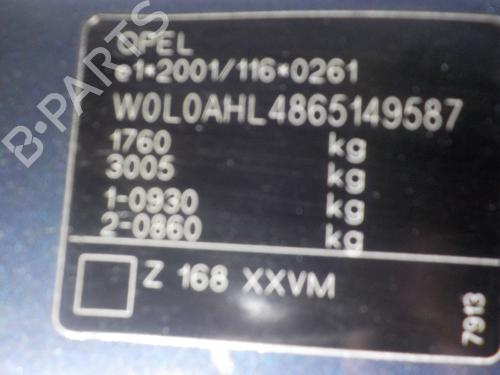 OPEL
e1*2001/116*0261
W0L0AHL4865149587
1760 kg
3005 kg
1-0930 kg
2-0860 kg
Z 168 XXVM
7913